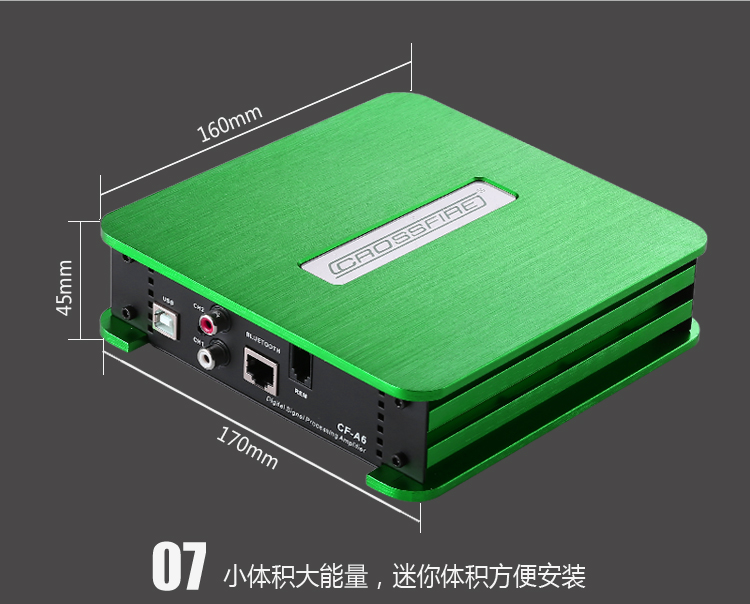 160mm
CROSSFIRE
45mm
USB
CH2
CH1
BLUETOOTH
REM
Digital Signal Processing Amplifier
CF-A6
170mm
07 小体积大能量，迷你体积方便安装